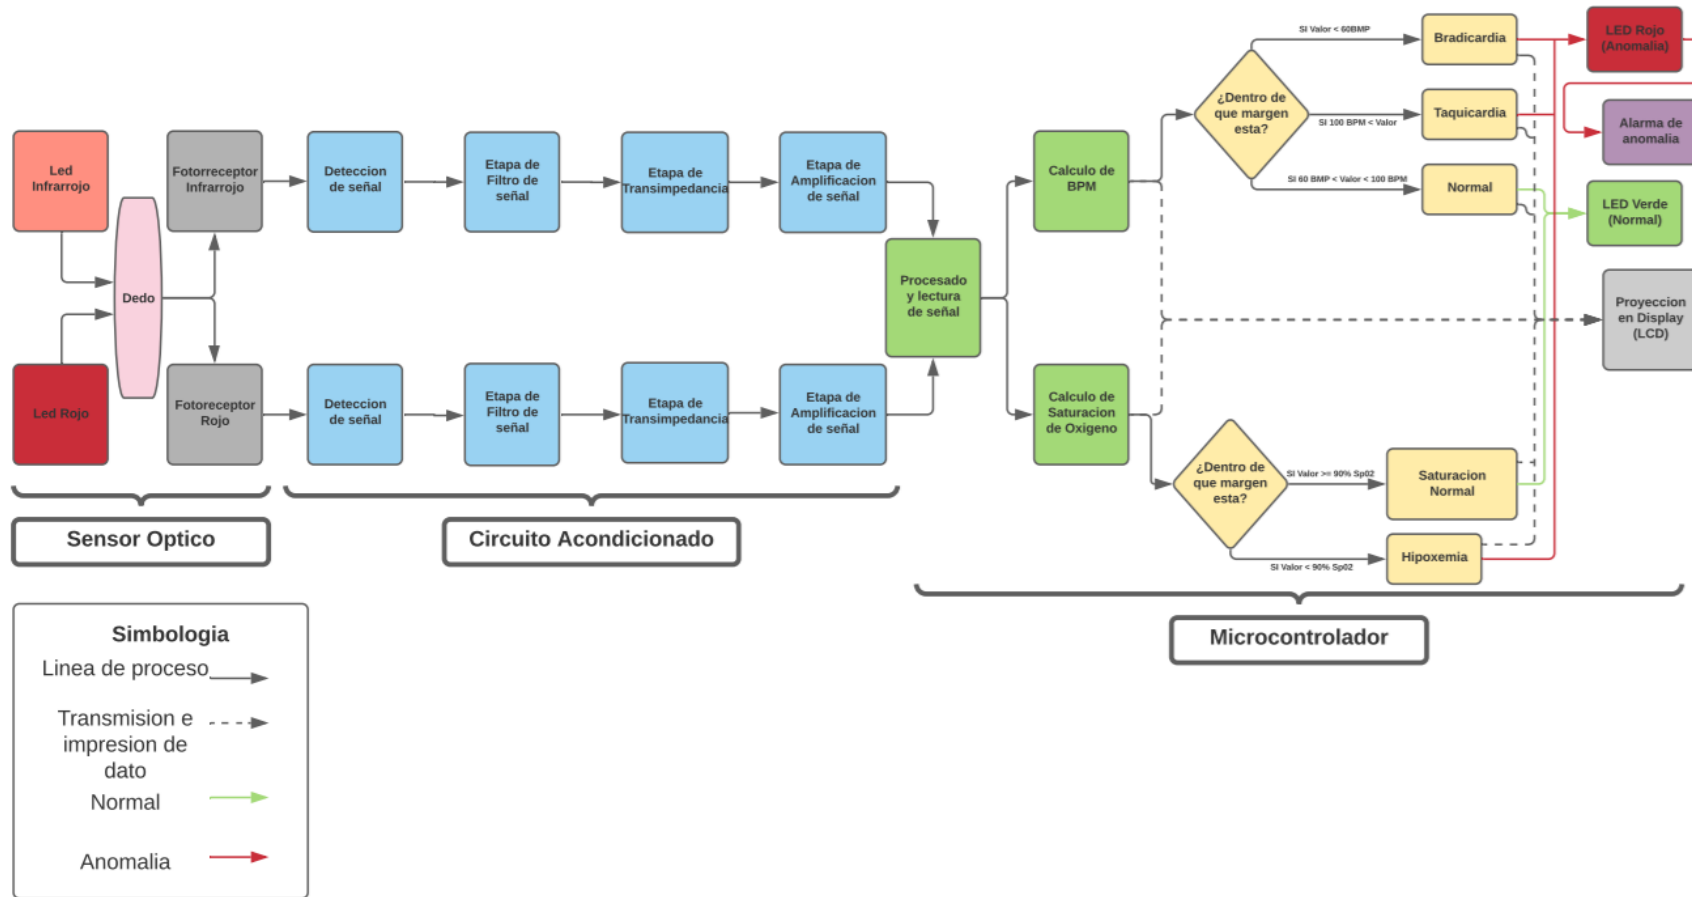 Led
Infrarrojo
Led Rojo
Dedo
Fotorreceptor
Infrarrojo
Fotoreceptor
Rojo
Deteccion
de señal
Etapa de
Filtro de
señal
Etapa de
Transimpedancia
Etapa de
Amplificacion
de señal
Deteccion
de señal
Etapa de
Filtro de
señal
Etapa de
Transimpedancia
Etapa de
Amplificacion
de señal
Procesado
y lectura
de señal
Calculo de
BPM
Calculo de
Saturacion
de Oxigeno
¿Dentro de
que margen
esta?
SI Valor < 60BMP
SI 100 BPM < Valor
SI 60 BMP < Valor < 100 BPM
Bradicardia
Taquicardia
Normal
¿Dentro de
que margen
esta?
SI Valor >= 90% Sp02
SI Valor < 90% Sp02
Saturacion
Normal
Hipoxemia
LED Rojo
(Anomalia)
Alarma de
anomalia
LED Verde
(Normal)
Proyeccion
en Display
(LCD)
Sensor Optico
Circuito Acondicionado
Microcontrolador
Simbologia
Linea de proceso
Transmision e
impresion de
dato
Normal
Anomalia